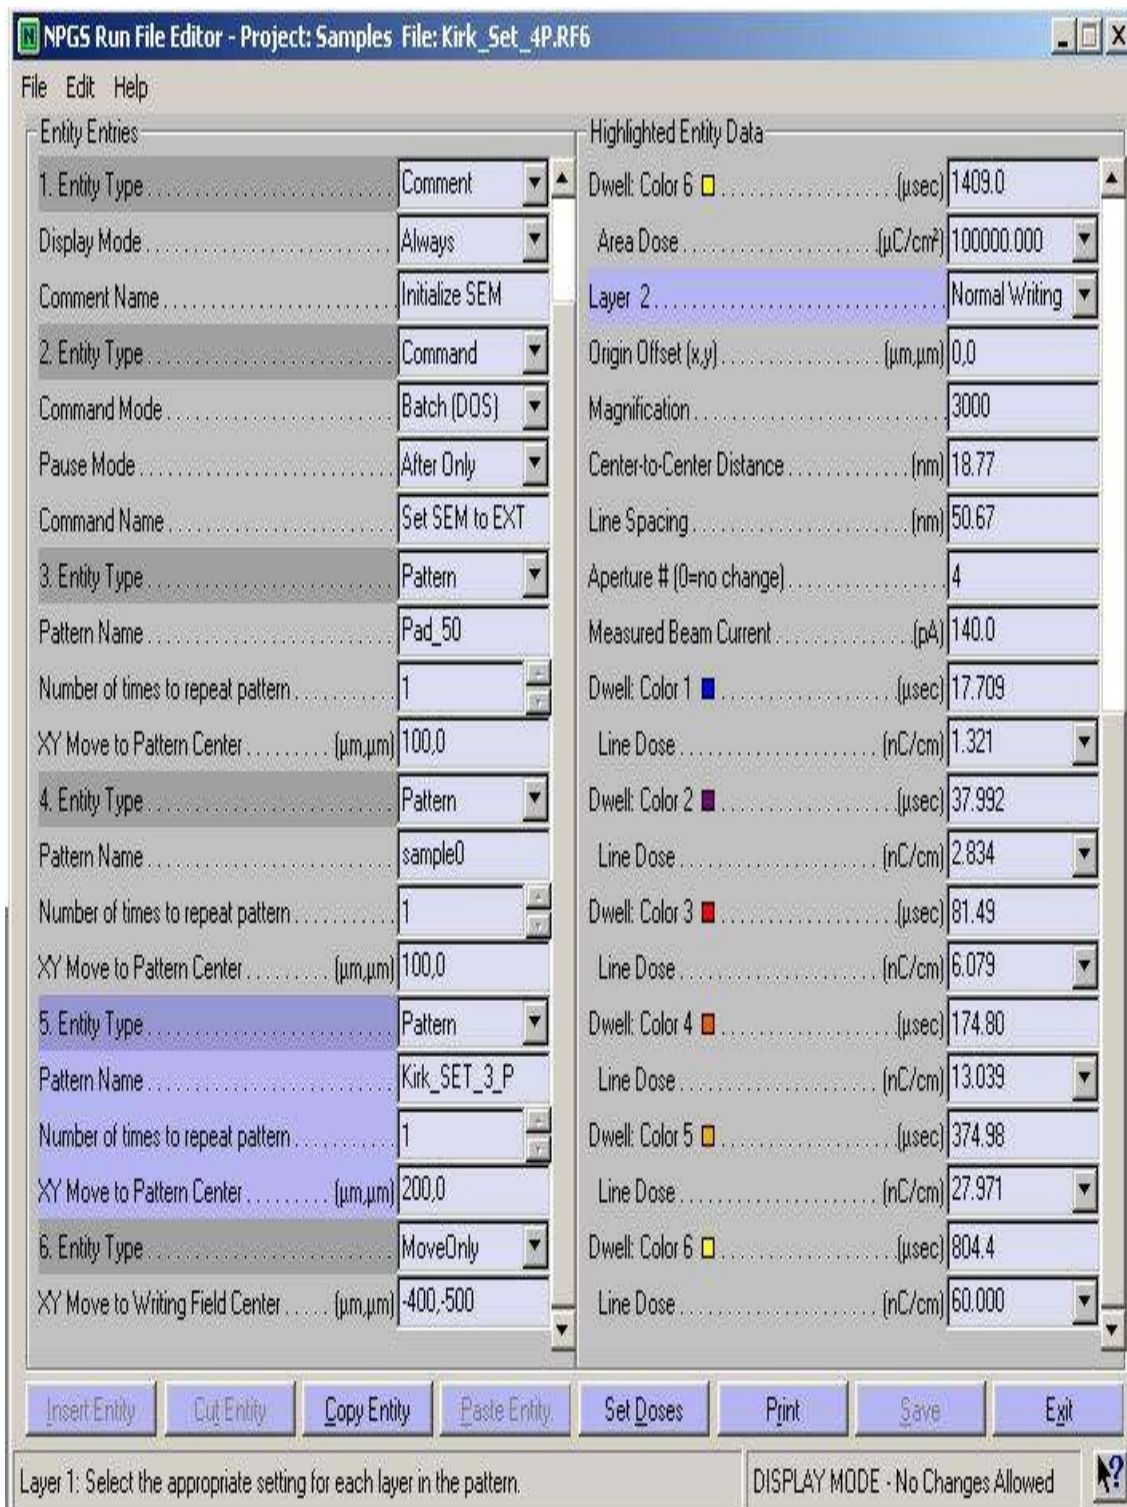 NPGS Run File Editor - Project: Samples File: Kirk_Set_4P.RF6
File Edit Help
Entity Entries
1. Entity Type Comment
Display Mode Always
Comment Name Initialize SEM
2. Entity Type Command
Command Mode Batch (DOS)
Pause Mode After Only
Command Name Set SEM to EXT
3. Entity Type Pattern
Pattern Name Pad_50
Number of times to repeat pattern 1
XY Move to Pattern Center (µm,µm) 100,0
4. Entity Type Pattern
Pattern Name sample0
Number of times to repeat pattern 1
XY Move to Pattern Center (µm,µm) 100,0
5. Entity Type Pattern
Pattern Name Kirk_SET_3_P
Number of times to repeat pattern 1
XY Move to Pattern Center (µm,µm) 200,0
6. Entity Type MoveOnly
XY Move to Writing Field Center (µm,µm) -400,-500
Highlighted Entity Data
Dwell: Color 6 (µsec) 1409.0
Area Dose (µC/cm²) 100000.000
Layer 2 Normal Writing
Origin Offset (x,y) (µm,µm) 0,0
Magnification 3000
Center-to-Center Distance (nm) 18.77
Line Spacing (nm) 50.67
Aperture # (0=no change) 4
Measured Beam Current (pA) 140.0
Dwell: Color 1 (µsec) 17.709
Line Dose (nC/cm) 1.321
Dwell: Color 2 (µsec) 37.992
Line Dose (nC/cm) 2.834
Dwell: Color 3 (µsec) 81.49
Line Dose (nC/cm) 6.079
Dwell: Color 4 (µsec) 174.80
Line Dose (nC/cm) 13.039
Dwell: Color 5 (µsec) 374.98
Line Dose (nC/cm) 27.971
Dwell: Color 6 (µsec) 804.4
Line Dose (nC/cm) 60.000
Insert Entity Cut Entity Copy Entity Paste Entity Set Doses Print Save Exit
Layer 1: Select the appropriate setting for each layer in the pattern. DISPLAY MODE - No Changes Allowed